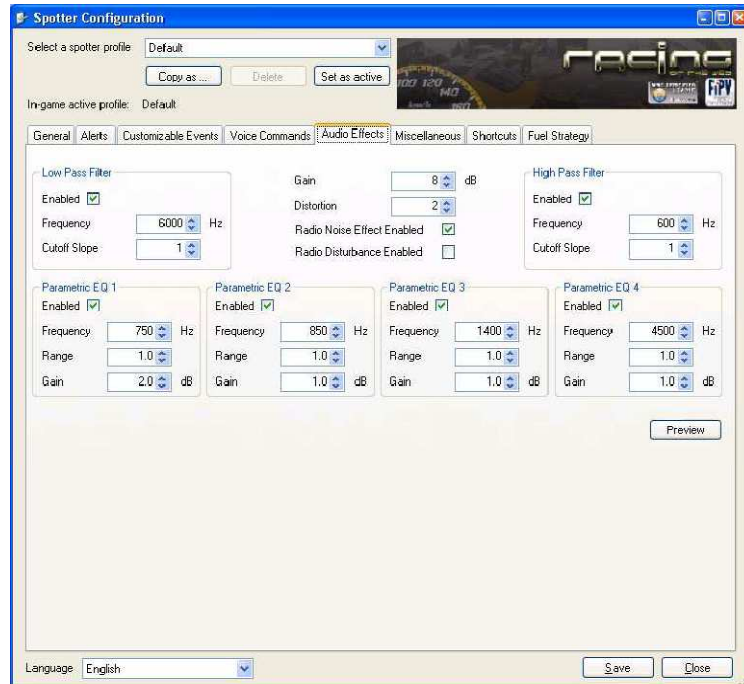 Spotter Configuration
Select a spotter profile Default
Copy as ... Delete Set as active
In-game active profile: Default
racing
General Alerts Customizable Events Voice Commands Audio Effects Miscellaneous Shortcuts Fuel Strategy
Low Pass Filter
Enabled
Frequency 6000 Hz
Cutoff Slope 1
Gain 8 dB
Distortion 2
Radio Noise Effect Enabled
Radio Disturbance Enabled
High Pass Filter
Enabled
Frequency 600 Hz
Cutoff Slope 1
Parametric EQ 1
Enabled
Frequency 750 Hz
Range 1.0
Gain 2.0 dB
Parametric EQ 2
Enabled
Frequency 850 Hz
Range 1.0
Gain 1.0 dB
Parametric EQ 3
Enabled
Frequency 1400 Hz
Range 1.0
Gain 1.0 dB
Parametric EQ 4
Enabled
Frequency 4500 Hz
Range 1.0
Gain 1.0 dB
Preview
Language English
Save Close